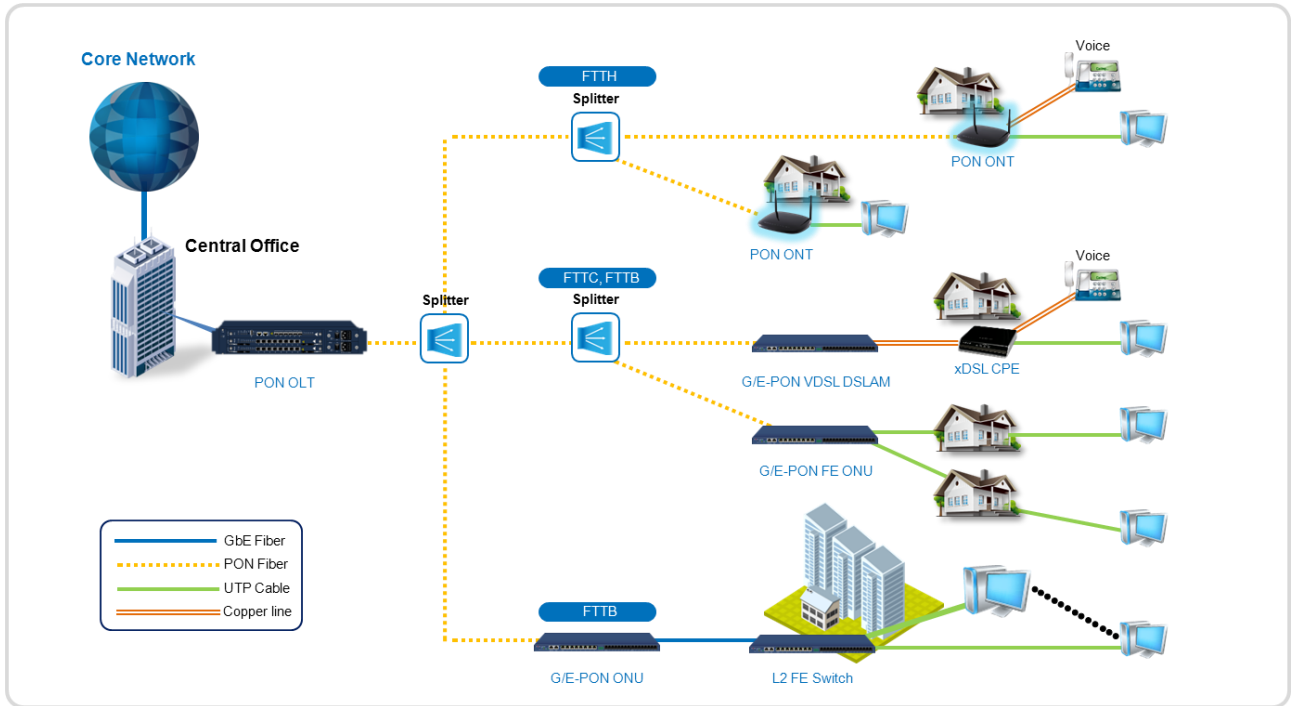 Core Network
Central Office
PON OLT
Splitter
FTTH
Splitter
PON ONT
Voice
PON ONT
FTTC, FTTB
Splitter
G/E-PON VDSL DSLAM
xDSL CPE
Voice
G/E-PON FE ONU
FTTB
G/E-PON ONU
L2 FE Switch
GbE Fiber
PON Fiber
UTP Cable
Copper line